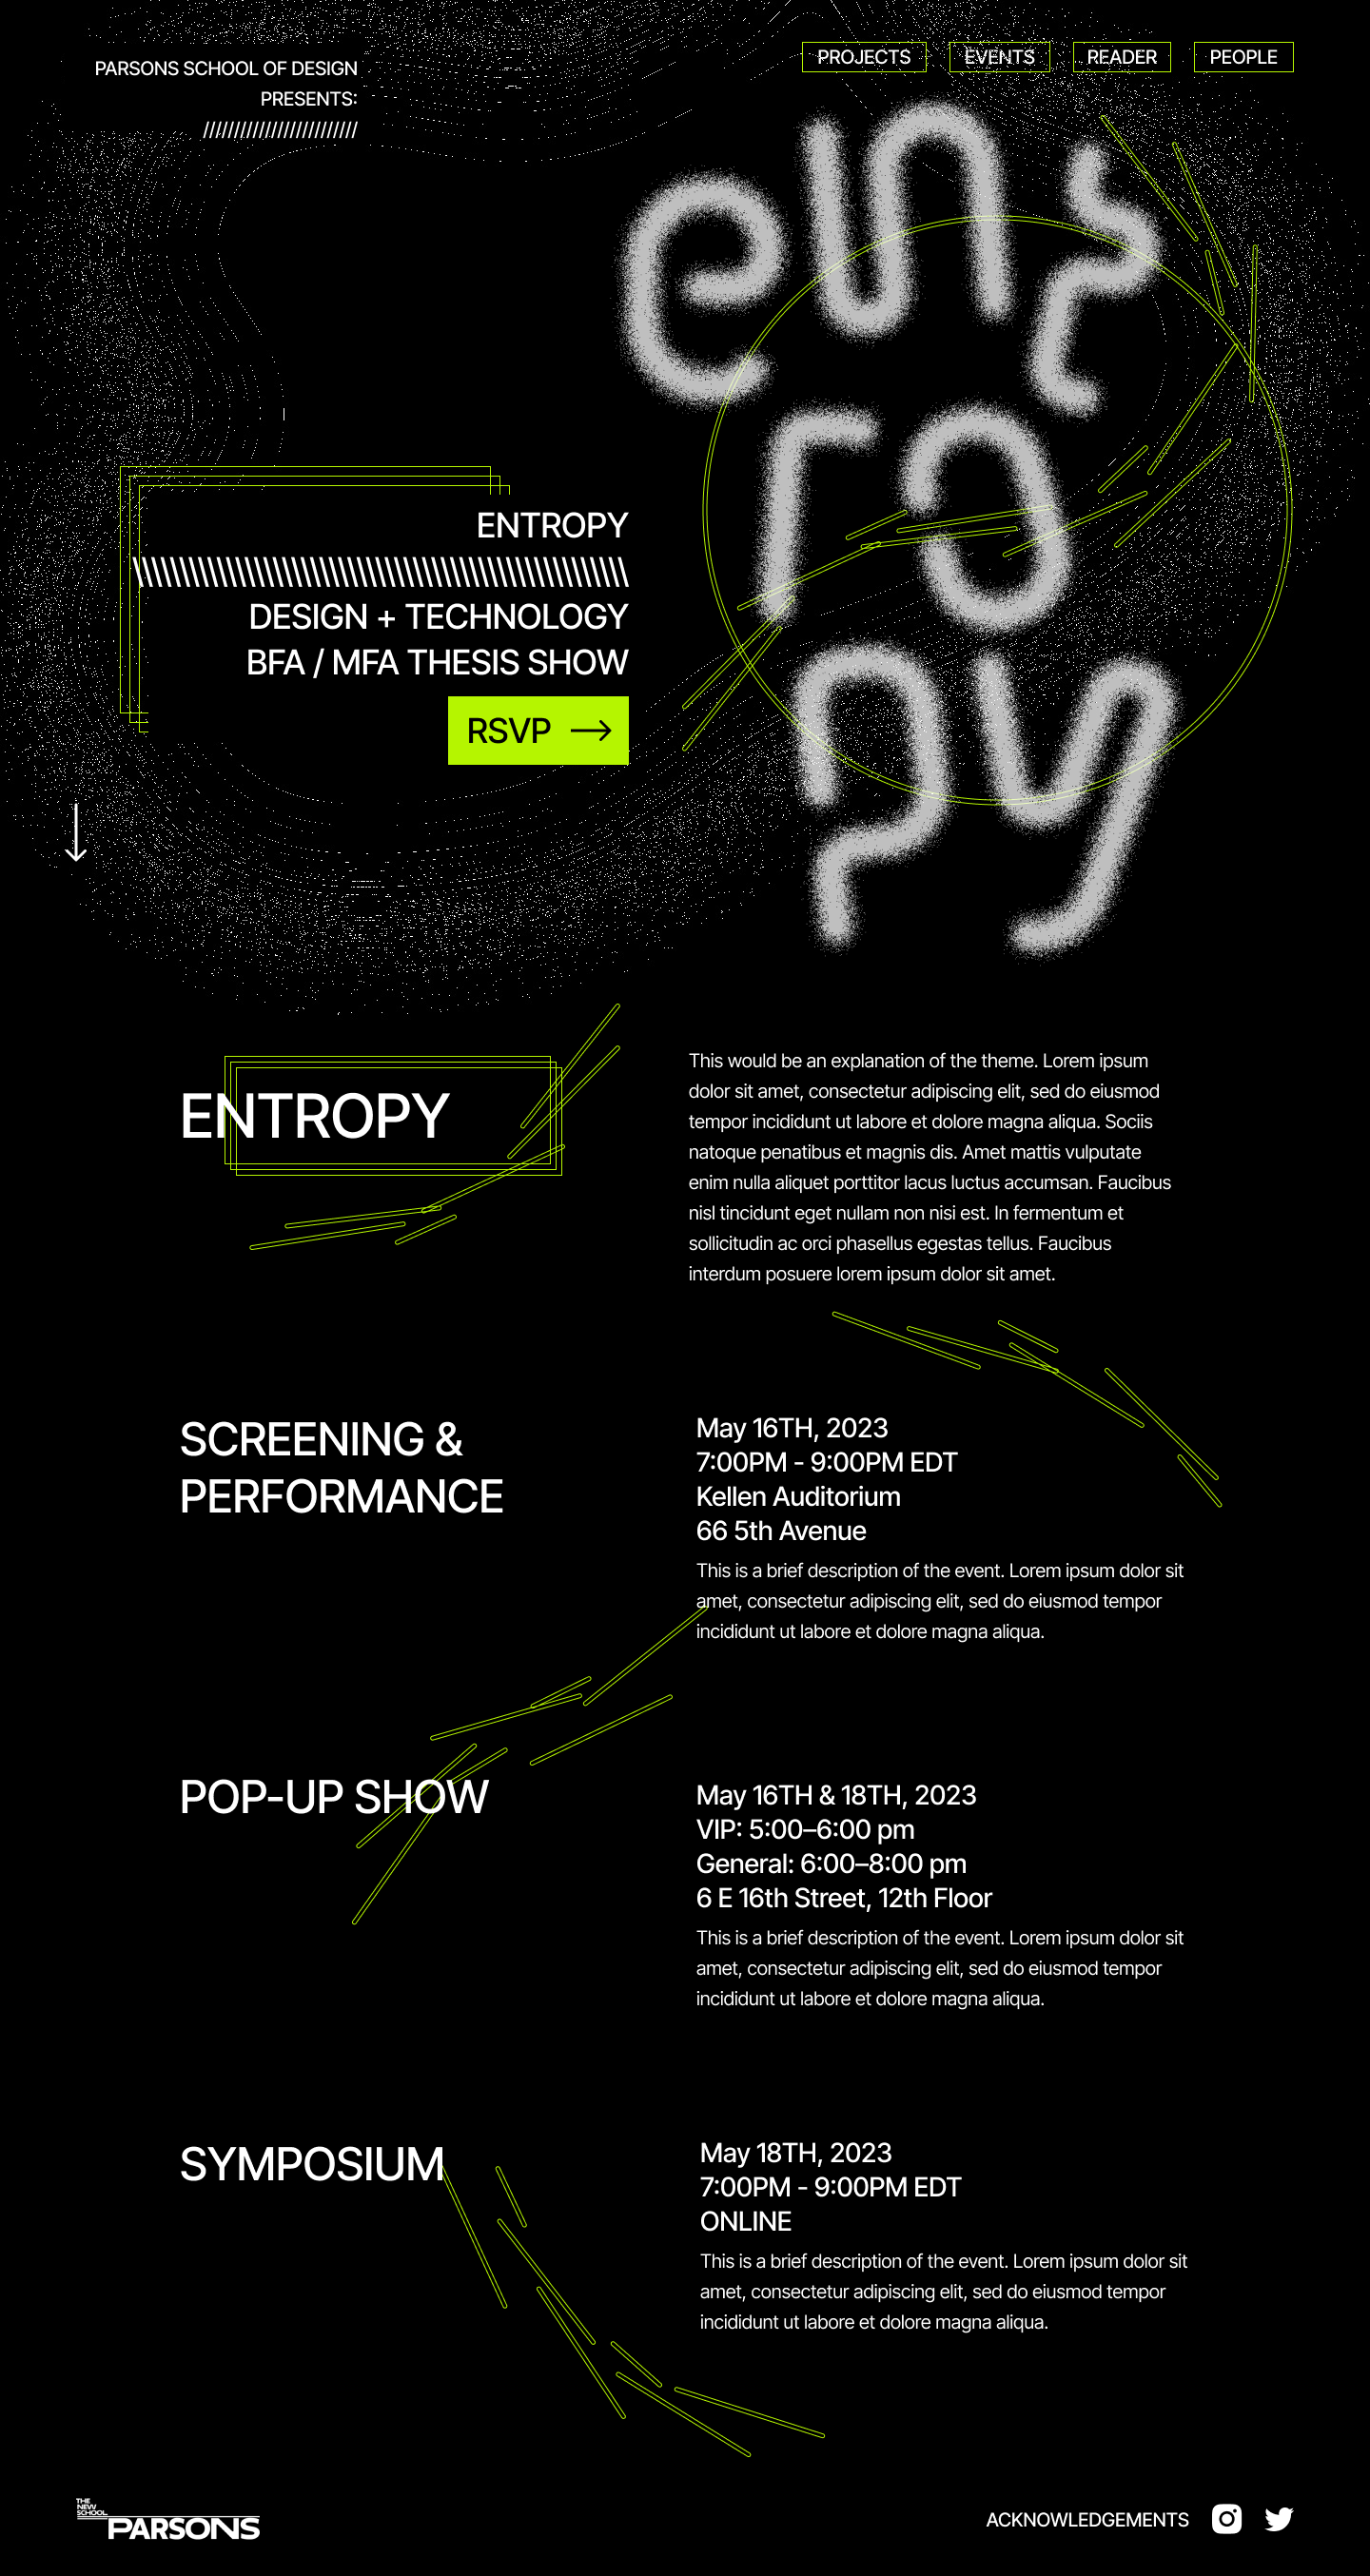 PARSONS SCHOOL OF DESIGN
PRESENTS:
/////////////////////////
PROJECTS
EVENTS
READER
PEOPLE
en t
ro
py
ENTROPY
\\\\\\\\\\\\\\\\\\\\\\\\\\\\\\\\\\\\\\\\\\\\\\\\\\\\\
DESIGN + TECHNOLOGY
BFA / MFA THESIS SHOW
RSVP →
ENTROPY
This would be an explanation of the theme. Lorem ipsum
dolor sit amet, consectetur adipiscing elit, sed do eiusmod
tempor incididunt ut labore et dolore magna aliqua. Sociis
natoque penatibus et magnis dis. Amet mattis vulputate
enim nulla aliquet porttitor lacus luctus accumsan. Faucibus
nisl tincidunt eget nullam non nisi est. In fermentum et
sollicitudin ac orci phasellus egestas tellus. Faucibus
interdum posuere lorem ipsum dolor sit amet.
SCREENING &
PERFORMANCE
May 16TH, 2023
7:00PM - 9:00PM EDT
Kellen Auditorium
66 5th Avenue
This is a brief description of the event. Lorem ipsum dolor sit
amet, consectetur adipiscing elit, sed do eiusmod tempor
incididunt ut labore et dolore magna aliqua.
POP-UP SHOW
May 16TH & 18TH, 2023
VIP: 5:00–6:00 pm
General: 6:00–8:00 pm
6 E 16th Street, 12th Floor
This is a brief description of the event. Lorem ipsum dolor sit
amet, consectetur adipiscing elit, sed do eiusmod tempor
incididunt ut labore et dolore magna aliqua.
SYMPOSIUM
May 18TH, 2023
7:00PM - 9:00PM EDT
ONLINE
This is a brief description of the event. Lorem ipsum dolor sit
amet, consectetur adipiscing elit, sed do eiusmod tempor
incididunt ut labore et dolore magna aliqua.
THE
NEW
SCHOOL
PARSONS
ACKNOWLEDGEMENTS